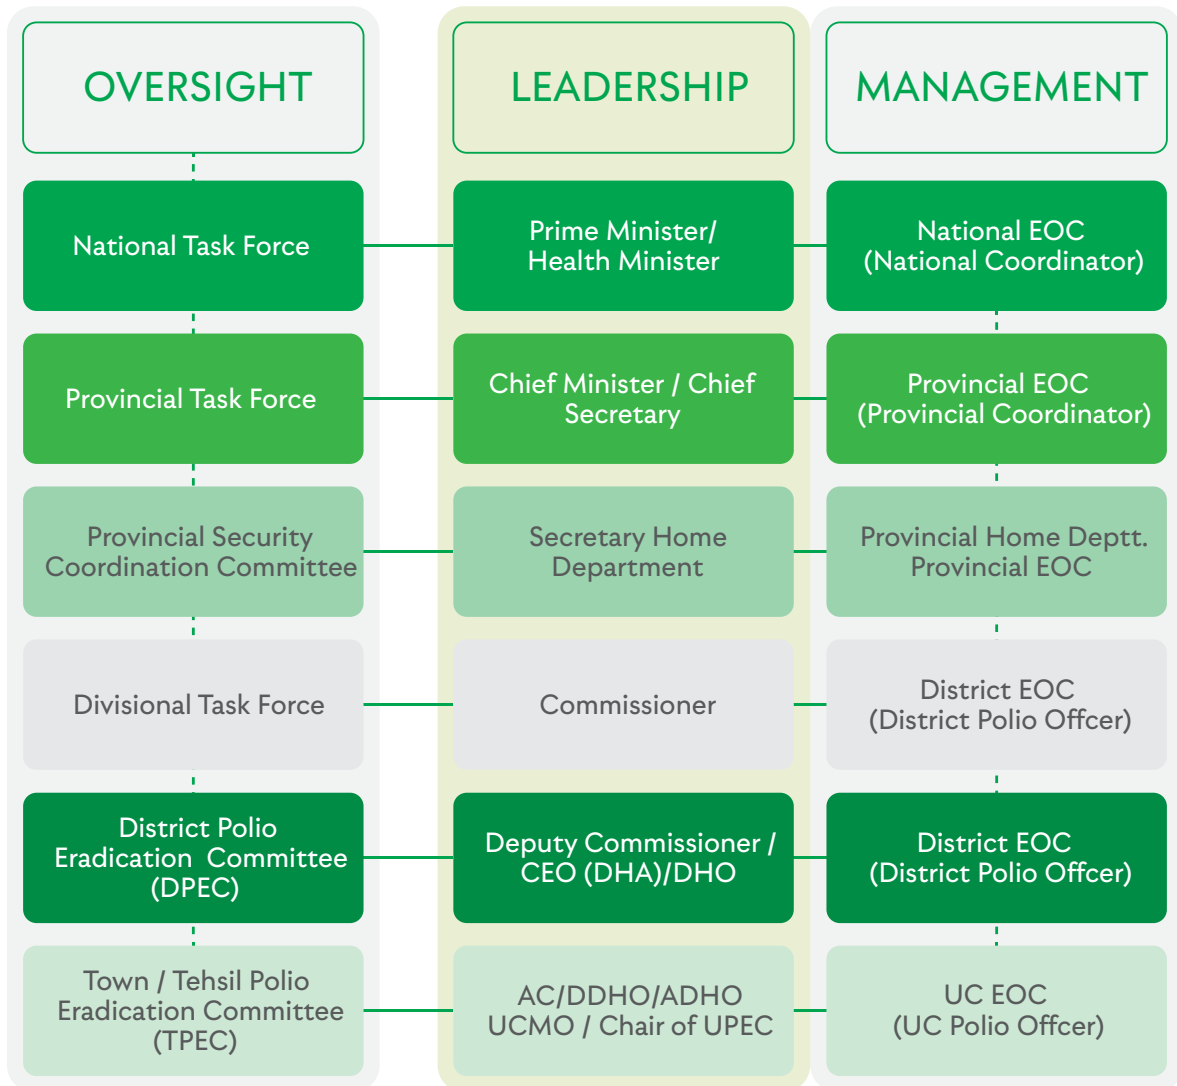 OVERSIGHT
LEADERSHIP
MANAGEMENT
National Task Force
Prime Minister/
Health Minister
National EOC
(National Coordinator)
Provincial Task Force
Chief Minister / Chief
Secretary
Provincial EOC
(Provincial Coordinator)
Provincial Security
Coordination Committee
Secretary Home
Department
Provincial Home Deptt.
Provincial EOC
Divisional Task Force
Commissioner
District EOC
(District Polio Offcer)
District Polio
Eradication Committee
(DPEC)
Deputy Commissioner /
CEO (DHA)/DHO
District EOC
(District Polio Offcer)
Town / Tehsil Polio
Eradication Committee
(TPEC)
AC/DDHO/ADHO
UCMO / Chair of UPEC
UC EOC
(UC Polio Offcer)